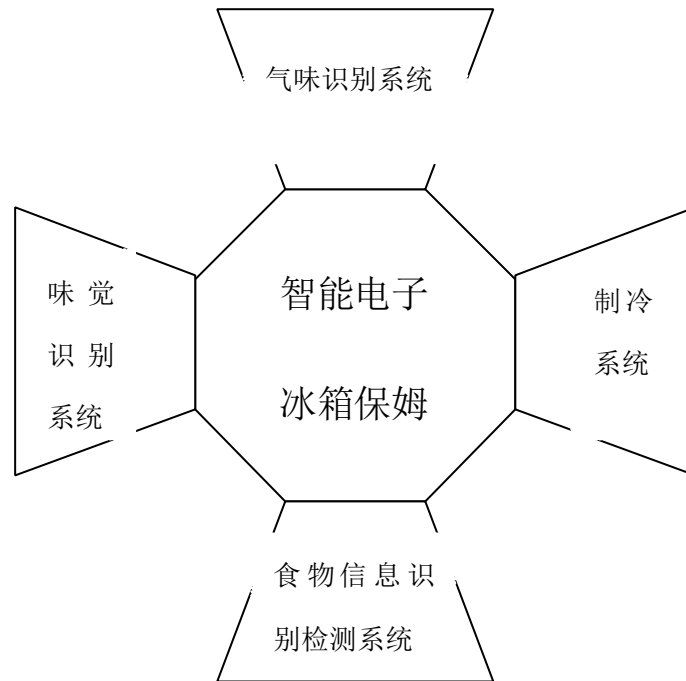 气味识别系统
智能电子
冰箱保姆
味觉
识别
系统
制冷
系统
食物信息识
别检测系统